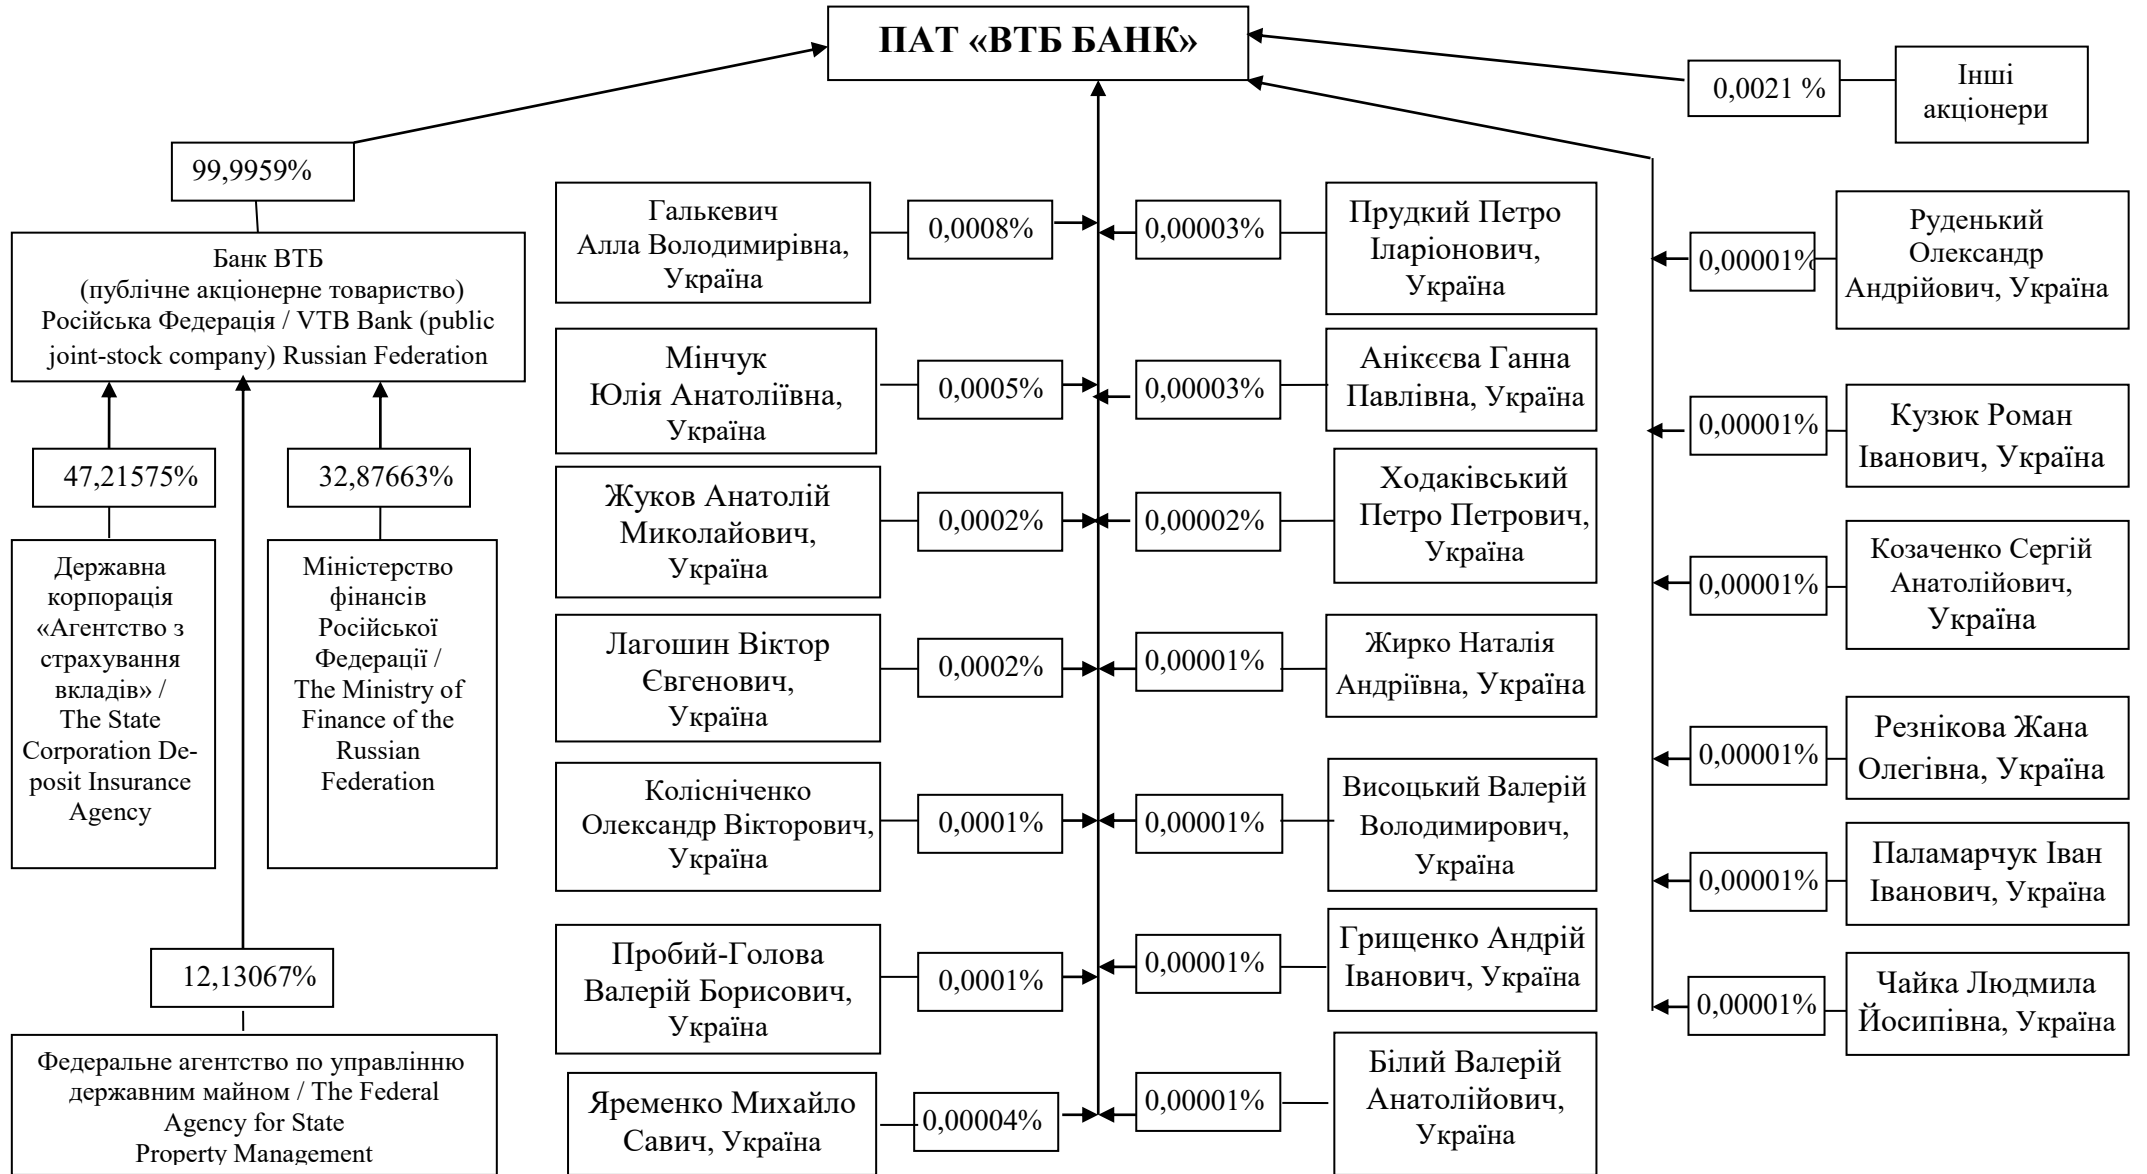 ПАТ «ВТБ БАНК»
0,0021 %
Інші
акціонери
99,9959%
Банк ВТБ
(публічне акціонерне товариство)
Російська Федерація / VTB Bank (public
joint-stock company) Russian Federation
47,21575%
32,87663%
Державна
корпорація
«Агентство з
страхування
вкладів» /
The State
Corporation De-
posit Insurance
Agency
Міністерство
фінансів
Російської
Федерації /
The Ministry of
Finance of the
Russian
Federation
12,13067%
Федеральне агентство по управлінню
державним майном / The Federal
Agency for State
Property Management
Галькевич
Алла Володимирівна,
Україна
0,0008%
Мінчук
Юлія Анатоліївна,
Україна
0,0005%
Жуков Анатолій
Миколайович,
Україна
0,0002%
Лагошин Віктор
Євгенович,
Україна
0,0002%
Колісніченко
Олександр Вікторович,
Україна
0,0001%
Пробий-Голова
Валерій Борисович,
Україна
0,0001%
Яременко Михайло
Савич, Україна
0,00004%
0,00003%
Прудкий Петро
Іларіонович,
Україна
0,00003%
Анікєєва Ганна
Павлівна, Україна
0,00002%
Ходаківський
Петро Петрович,
Україна
0,00001%
Жирко Наталія
Андріївна, Україна
0,00001%
Висоцький Валерій
Володимирович,
Україна
0,00001%
Грищенко Андрій
Іванович, Україна
0,00001%
Білий Валерій
Анатолійович,
Україна
0,00001%
Руденький
Олександр
Андрійович, Україна
0,00001%
Кузюк Роман
Іванович, Україна
0,00001%
Козаченко Сергій
Анатолійович,
Україна
0,00001%
Резнікова Жана
Олегівна, Україна
0,00001%
Паламарчук Іван
Іванович, Україна
0,00001%
Чайка Людмила
Йосипівна, Україна